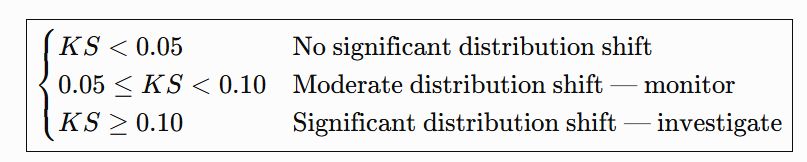 KS < 0.05 No significant distribution shift
0.05 ≤ KS < 0.10 Moderate distribution shift — monitor
KS ≥ 0.10 Significant distribution shift — investigate